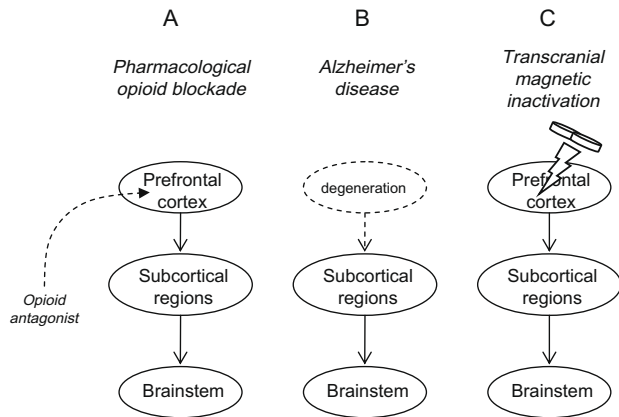 A
B
C
Pharmacological
opioid blockade
Alzheimer's
disease
Transcranial
magnetic
inactivation
Prefrontal
cortex
degeneration
Prefrontal
cortex
Subcortical
regions
Subcortical
regions
Subcortical
regions
Opioid
antagonist
Brainstem
Brainstem
Brainstem